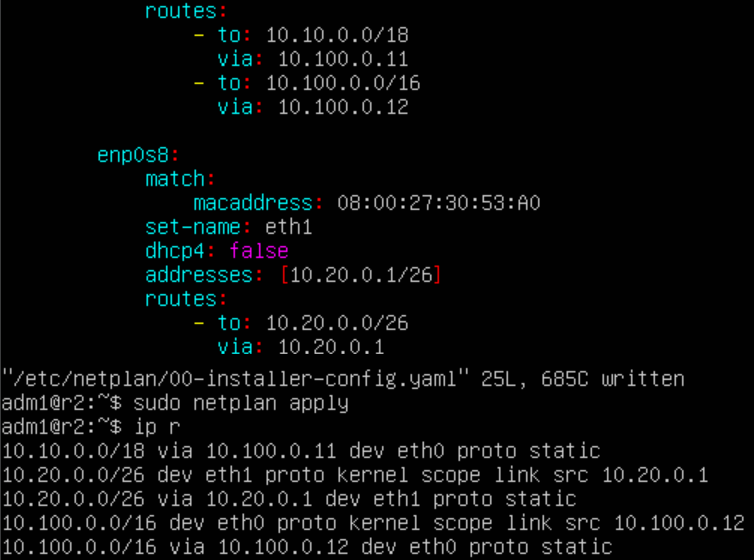 routes:
- to: 10.10.0.0/18
via: 10.100.0.11
- to: 10.100.0.0/16
via: 10.100.0.12
enp0s8:
match:
macaddress: 08:00:27:30:53:A0
set-name: eth1
dhcp4: false
addresses: [10.20.0.1/26]
routes:
- to: 10.20.0.0/26
via: 10.20.0.1
"/etc/netplan/00-installer-config.yaml" 25L, 685C written
adm1@r2:~$ sudo netplan apply
adm1@r2:~$ ip r
10.10.0.0/18 via 10.100.0.11 dev eth0 proto static
10.20.0.0/26 dev eth1 proto kernel scope link src 10.20.0.1
10.20.0.0/26 via 10.20.0.1 dev eth1 proto static
10.100.0.0/16 dev eth0 proto kernel scope link src 10.100.0.12
10.100.0.0/16 via 10.100.0.12 dev eth0 proto static